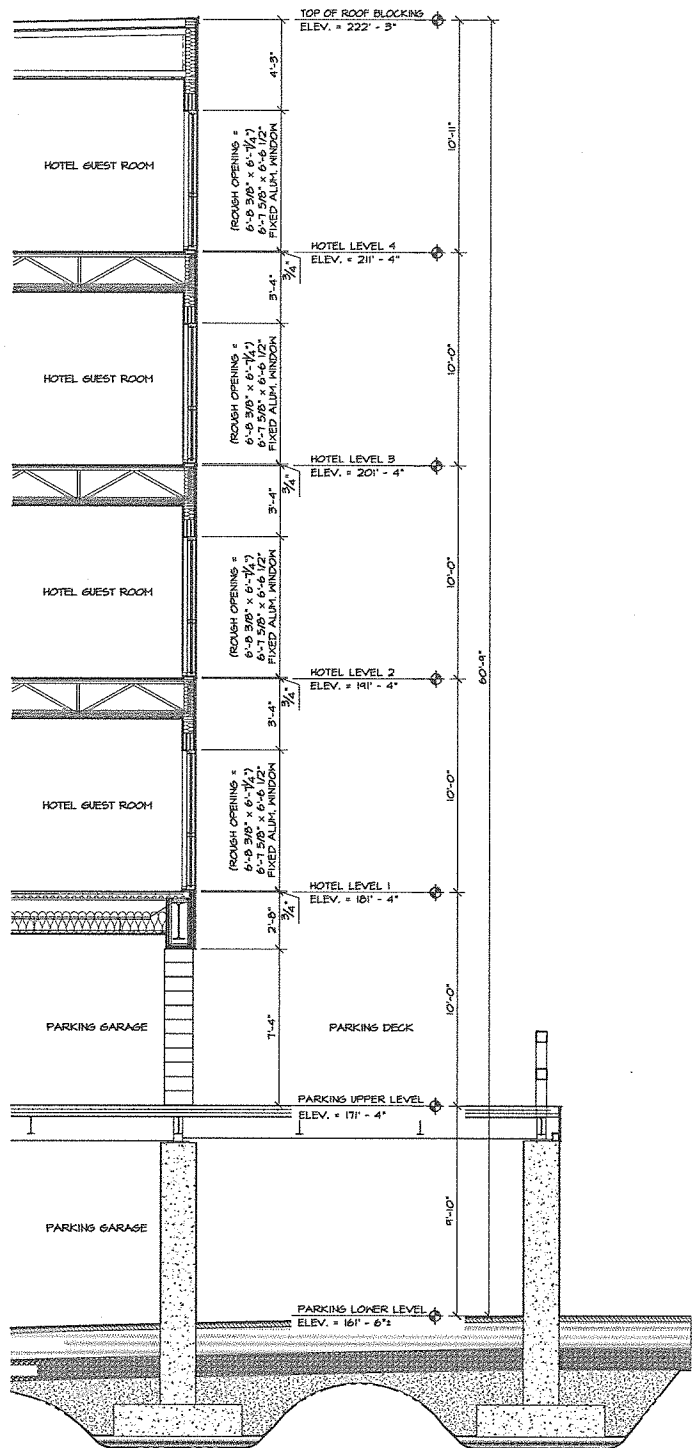 TOP OF ROOF BLOCKING
ELEV. = 222' - 3"
4'-3"
10'-11"
HOTEL GUEST ROOM
(ROUGH OPENING =
6'-8 3/8" x 6'-7/4")
6'-7 5/8" x 6'-6 1/2"
FIXED ALUM. WINDOW
HOTEL LEVEL 4
ELEV. = 211' - 4"
3/4"
3'-4"
10'-0"
HOTEL GUEST ROOM
(ROUGH OPENING =
6'-8 3/8" x 6'-7/4")
6'-7 5/8" x 6'-6 1/2"
FIXED ALUM. WINDOW
HOTEL LEVEL 3
ELEV. = 201' - 4"
3/4"
3'-4"
10'-0"
HOTEL GUEST ROOM
(ROUGH OPENING =
6'-8 3/8" x 6'-7/4")
6'-7 5/8" x 6'-6 1/2"
FIXED ALUM. WINDOW
HOTEL LEVEL 2
ELEV. = 191' - 4"
60'-9"
3/4"
3'-4"
10'-0"
HOTEL GUEST ROOM
(ROUGH OPENING =
6'-8 3/8" x 6'-7/4")
6'-7 5/8" x 6'-6 1/2"
FIXED ALUM. WINDOW
HOTEL LEVEL 1
ELEV. = 181' - 4"
3/4"
2'-8"
10'-0"
PARKING GARAGE
7'-4"
PARKING DECK
PARKING UPPER LEVEL
ELEV. = 171' - 4"
PARKING GARAGE
9'-10"
PARKING LOWER LEVEL
ELEV. = 161' - 6"±